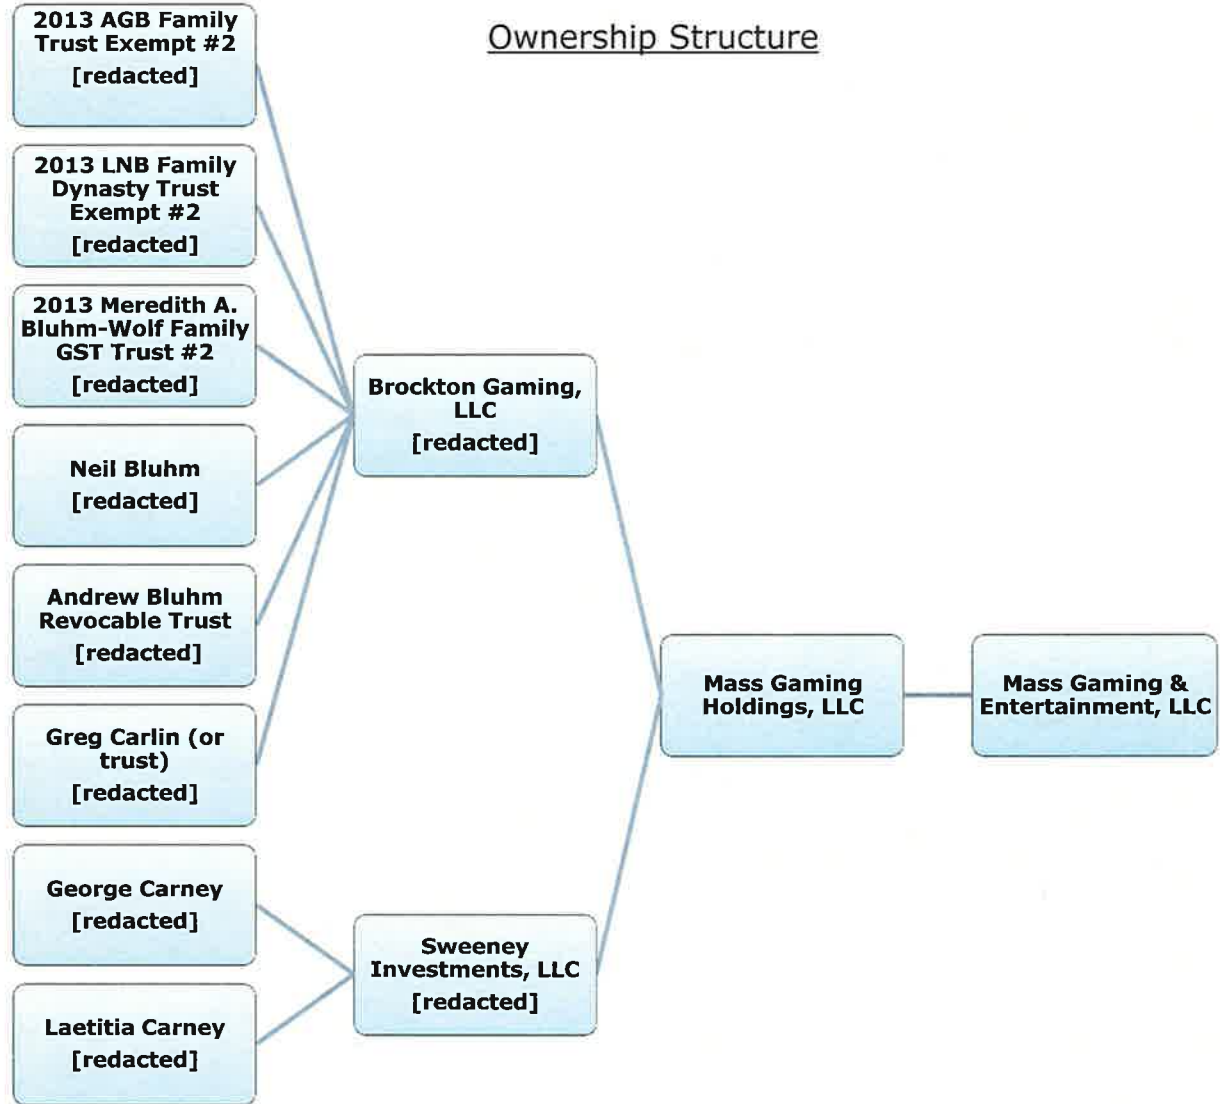 Ownership Structure
2013 AGB Family
Trust Exempt #2
[redacted]
2013 LNB Family
Dynasty Trust
Exempt #2
[redacted]
2013 Meredith A.
Bluhm-Wolf Family
GST Trust #2
[redacted]
Neil Bluhm
[redacted]
Andrew Bluhm
Revocable Trust
[redacted]
Greg Carlin (or
trust)
[redacted]
George Carney
[redacted]
Laetitia Carney
[redacted]
Brockton Gaming,
LLC
[redacted]
Sweeney
Investments, LLC
[redacted]
Mass Gaming
Holdings, LLC
Mass Gaming &
Entertainment, LLC